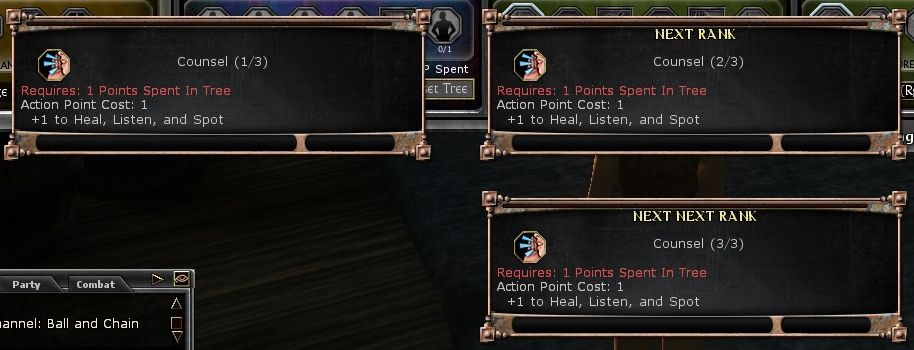 0/1
P Spent
et Tree
Counsel (1/3)
Requires: 1 Points Spent In Tree
Action Point Cost: 1
+1 to Heal, Listen, and Spot
NEXT RANK
Counsel (2/3)
Requires: 1 Points Spent In Tree
Action Point Cost: 1
+1 to Heal, Listen, and Spot
NEXT NEXT RANK
Counsel (3/3)
Requires: 1 Points Spent In Tree
Action Point Cost: 1
+1 to Heal, Listen, and Spot
Party
Combat
annel: Ball and Chain